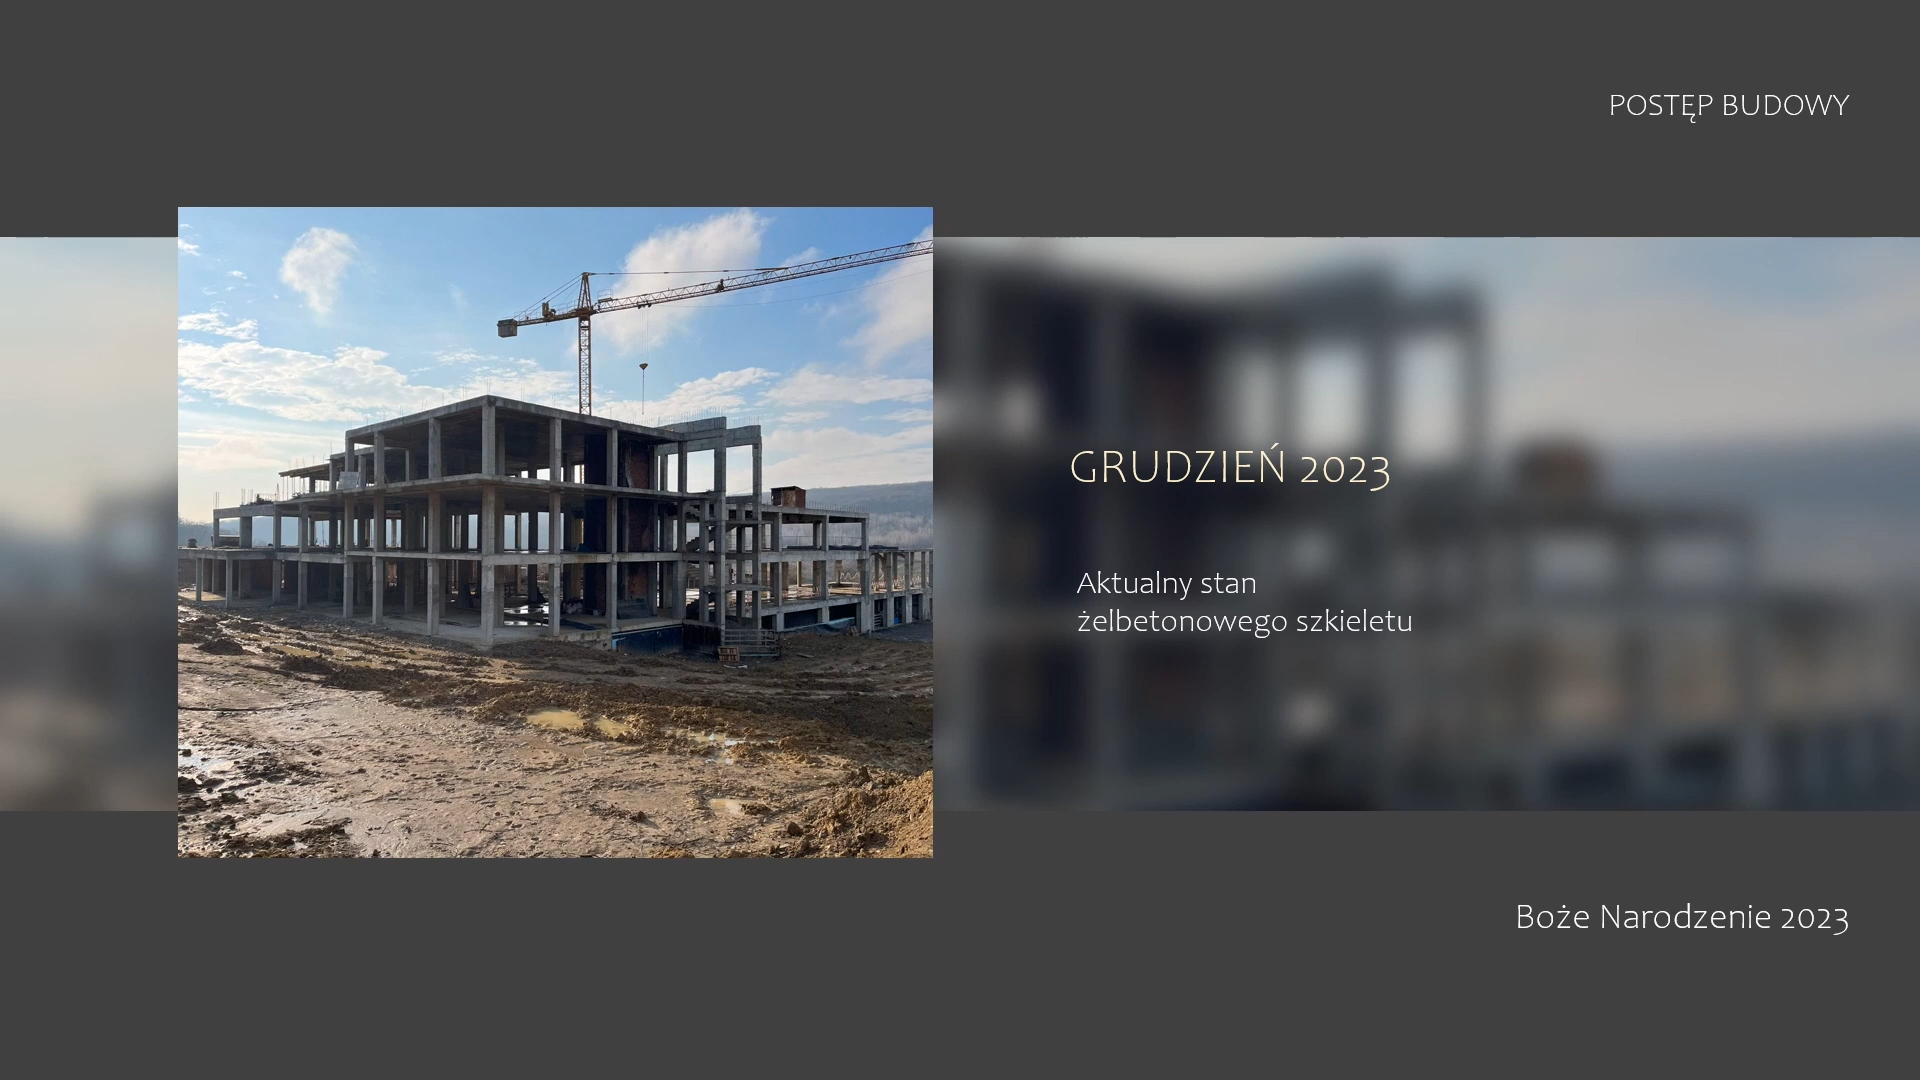 POSTĘP BUDOWY
GRUDZIEŃ 2023
Aktualny stan
żelbetonowego szkieletu
Boże Narodzenie 2023